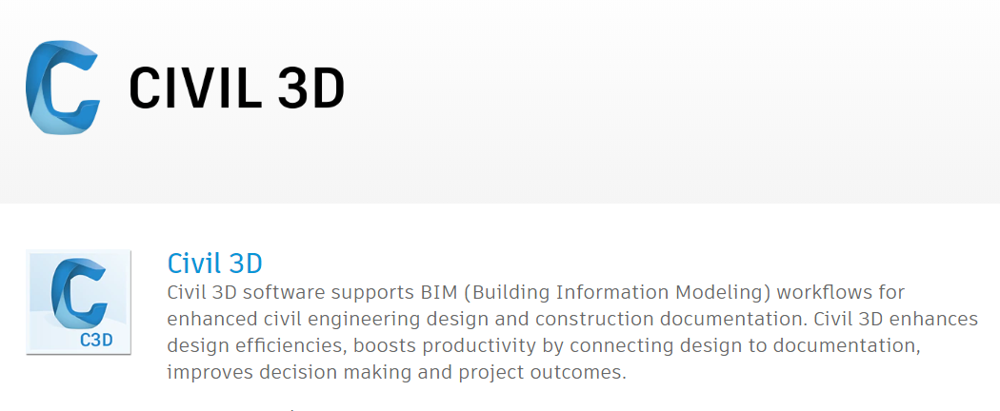 CIVIL 3D
C3D
Civil 3D
Civil 3D software supports BIM (Building Information Modeling) workflows for
enhanced civil engineering design and construction documentation. Civil 3D enhances
design efficiencies, boosts productivity by connecting design to documentation,
improves decision making and project outcomes.